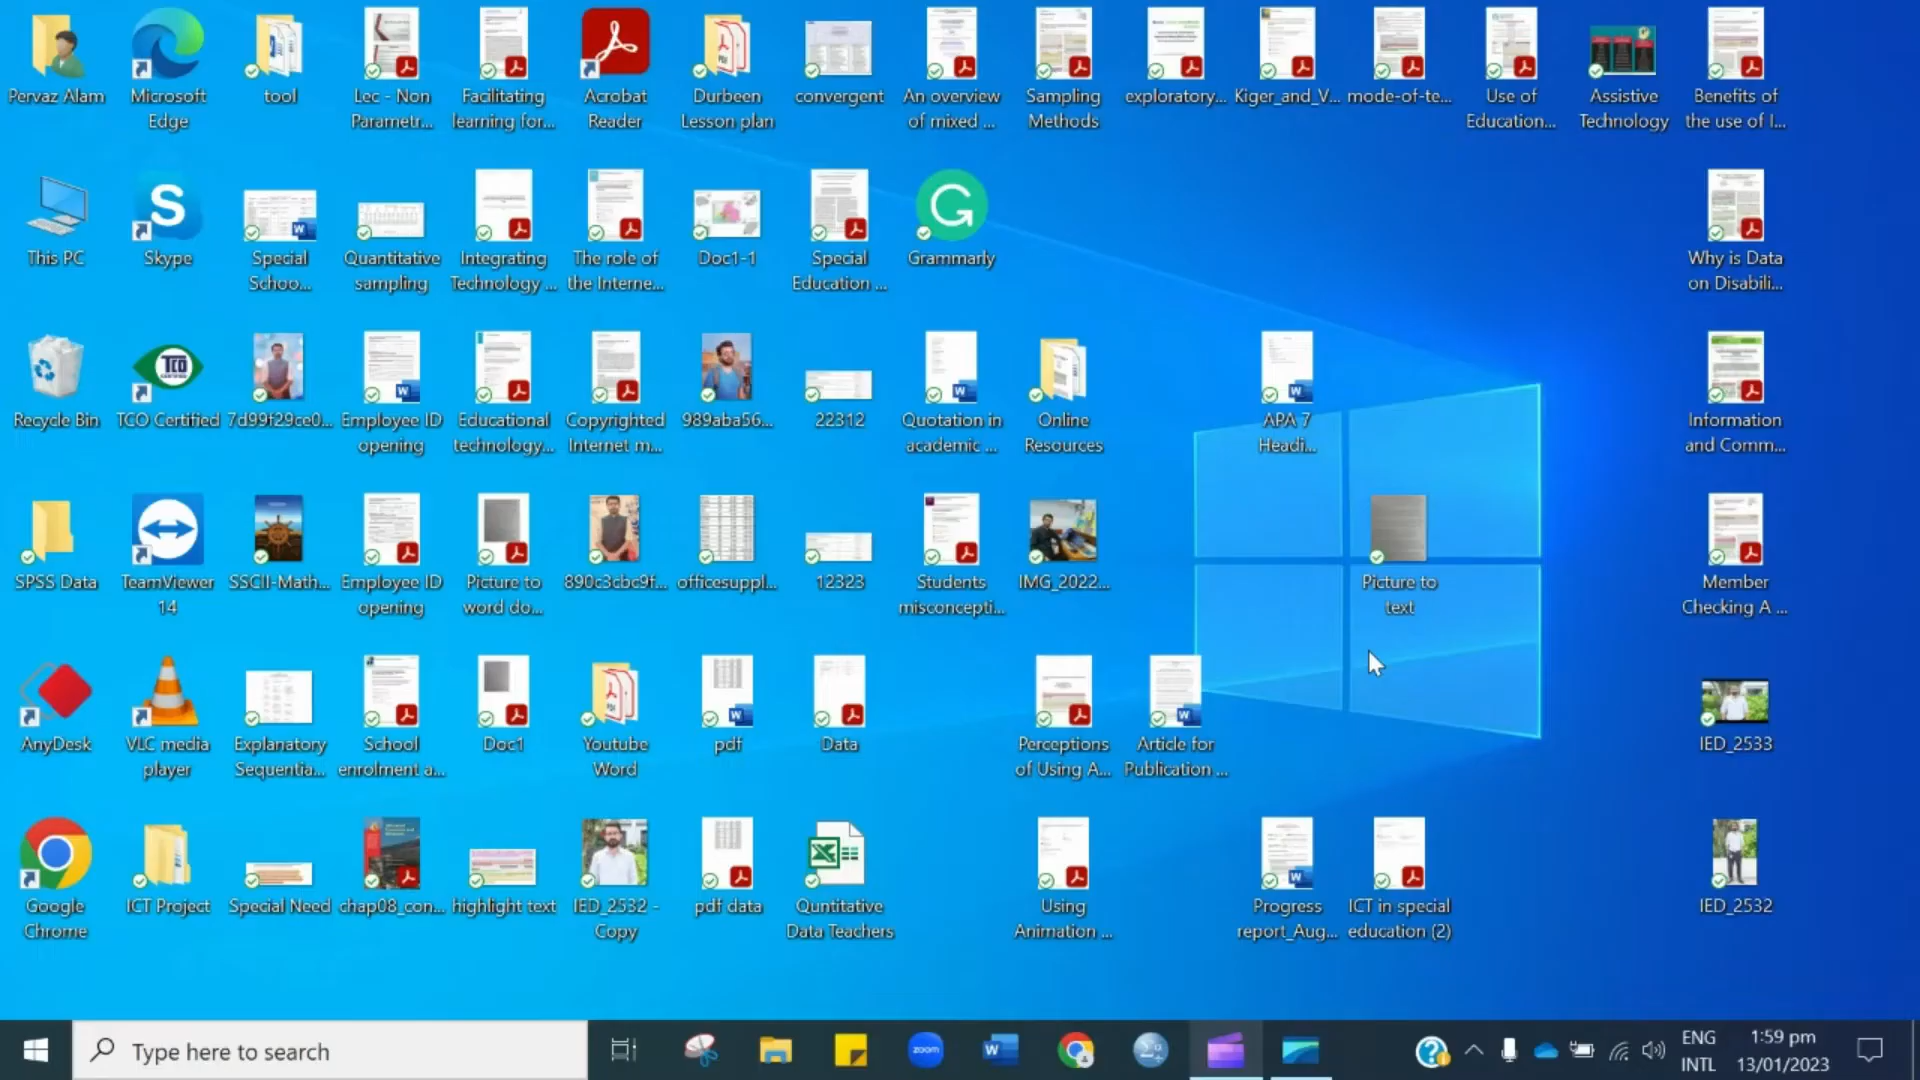 Pervaz Alam
Microsoft
Edge
tool
Lec - Non
Parametr...
Facilitating
learning for...
Acrobat
Reader
Durbeen
Lesson plan
convergent
An overview
of mixed ...
Sampling
Methods
exploratory...
Kiger_and_V...
mode-of-te...
Use of
Education...
Assistive
Technology
Benefits of
the use of I...
This PC
Skype
Special
Schoo...
Quantitative
sampling
Integrating
Technology ...
The role of
the Interne...
Doc1-1
Special
Education ...
Grammarly
Why is Data
on Disabili...
Recycle Bin
TCO Certified
7d99f29ce0...
Employee ID
opening
Educational
technology...
Copyrighted
Internet m...
989aba56...
22312
Quotation in
academic ...
Online
Resources
APA 7
Headi...
Information
and Comm...
SPSS Data
TeamViewer
14
SSCII-Math...
Employee ID
opening
Picture to
word do...
890c3cbc9f...
officesuppl...
12323
Students
misconcepti...
IMG_2022...
Picture to
text
Member
Checking A ...
AnyDesk
VLC media
player
Explanatory
Sequentia...
School
enrolment a...
Doc1
Youtube
Word
pdf
Data
Perceptions
of Using A...
Article for
Publication ...
IED_2533
Google
Chrome
ICT Project
Special Need
chap08_con...
highlight text
IED_2532 -
Copy
pdf data
Quntitative
Data Teachers
Using
Animation ...
Progress
report_Aug...
ICT in special
education (2)
IED_2532
Type here to search
zoom
ENG
INTL
1:59 pm
13/01/2023